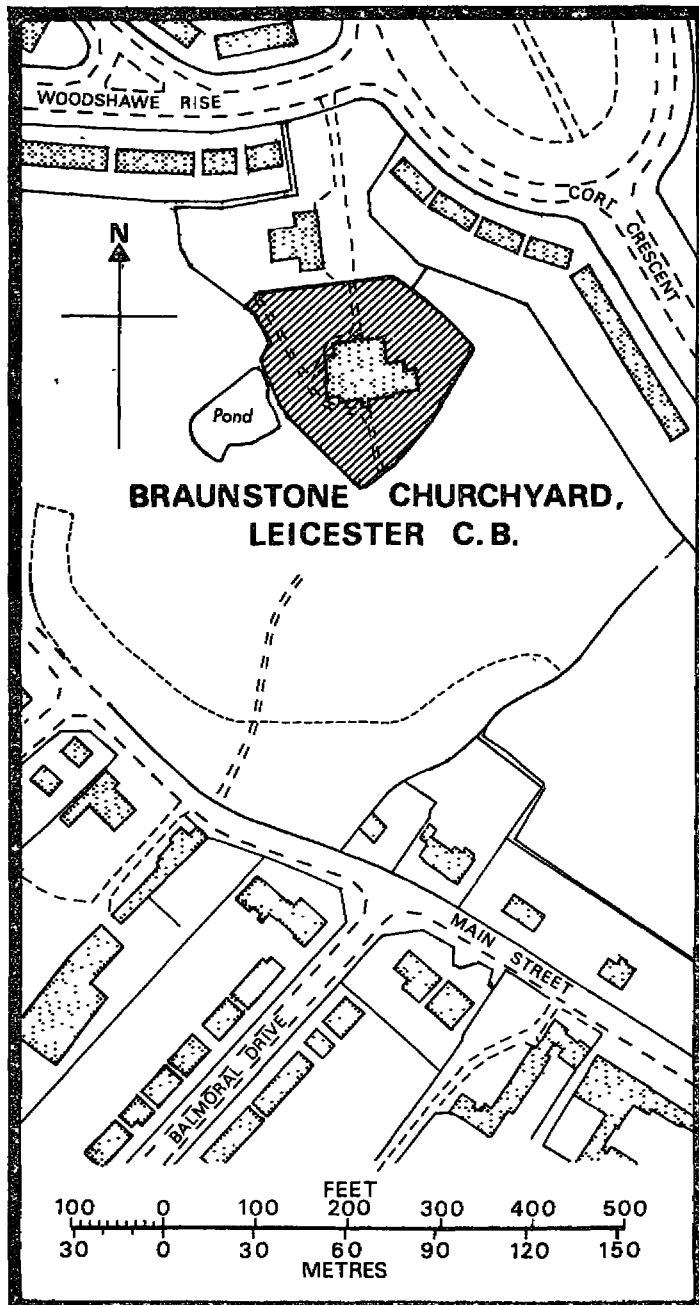 WOODSHAWE RISE
CORT CRESCENT
N
Pond
BRAUNSTONE CHURCHYARD,
LEICESTER C.B.
MAIN STREET
BALMORAL DRIVE
FEET
100 0 100 200 300 400 500
30 0 30 60 90 120 150
METRES